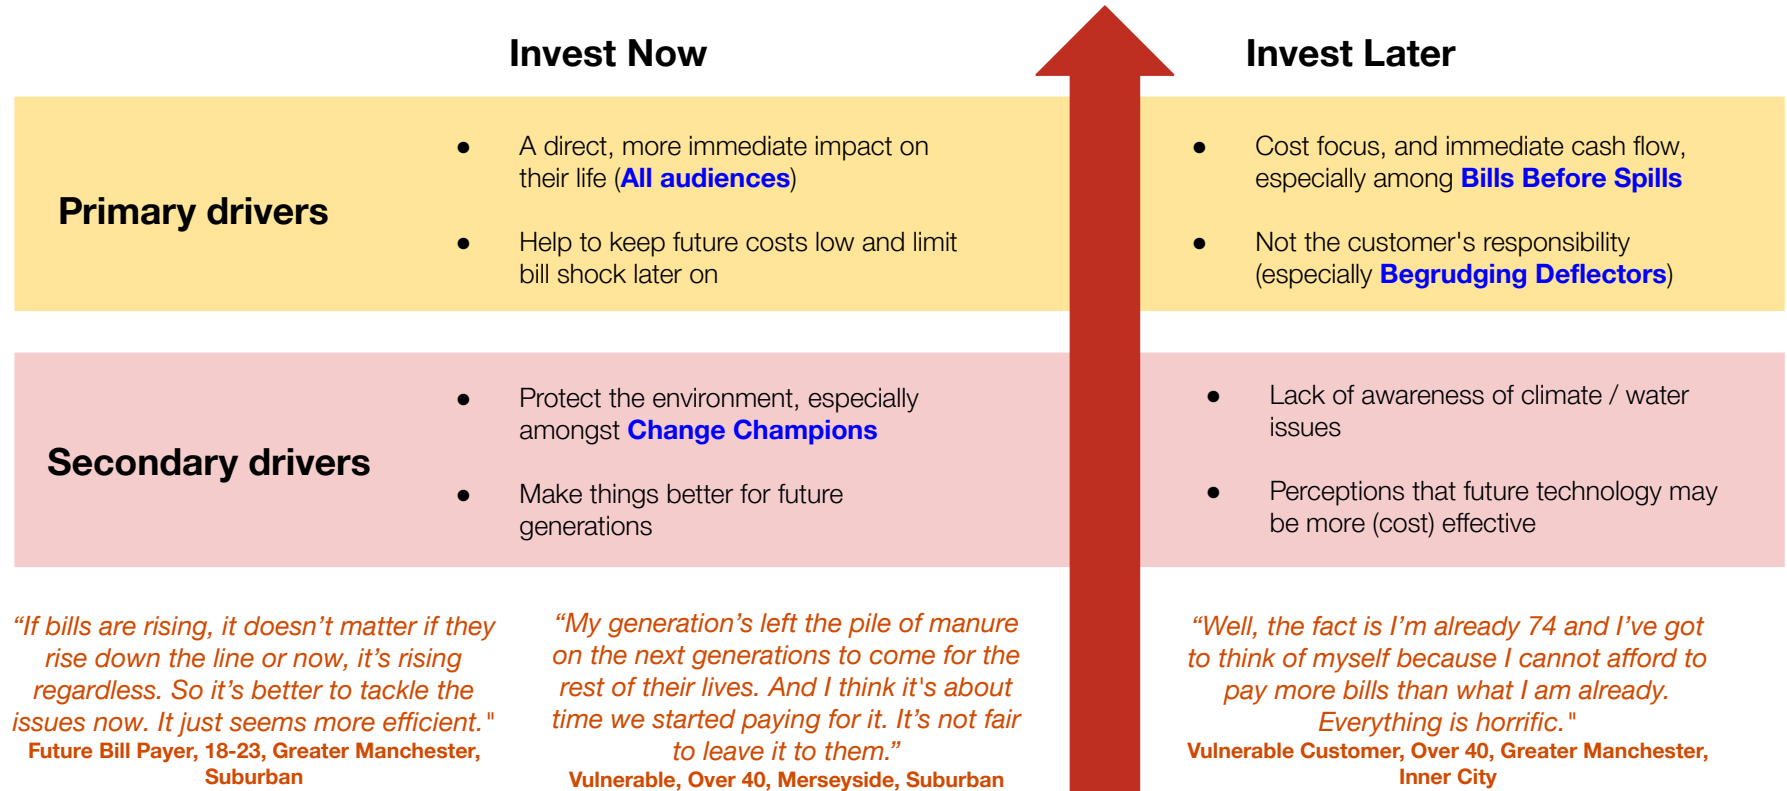 Invest Now
Invest Later
Primary drivers
● A direct, more immediate impact on
their life (All audiences)
● Help to keep future costs low and limit
bill shock later on
● Cost focus, and immediate cash flow,
especially among Bills Before Spills
● Not the customer's responsibility
(especially Begrudging Deflectors)
Secondary drivers
● Protect the environment, especially
amongst Change Champions
● Make things better for future
generations
● Lack of awareness of climate / water
issues
● Perceptions that future technology may
be more (cost) effective
“If bills are rising, it doesn’t matter if they
rise down the line or now, it’s rising
regardless. So it’s better to tackle the
issues now. It just seems more efficient."
Future Bill Payer, 18-23, Greater Manchester,
Suburban
“My generation’s left the pile of manure
on the next generations to come for the
rest of their lives. And I think it's about
time we started paying for it. It’s not fair
to leave it to them.”
Vulnerable, Over 40, Merseyside, Suburban
“Well, the fact is I’m already 74 and I’ve got
to think of myself because I cannot afford to
pay more bills than what I am already.
Everything is horrific."
Vulnerable Customer, Over 40, Greater Manchester,
Inner City